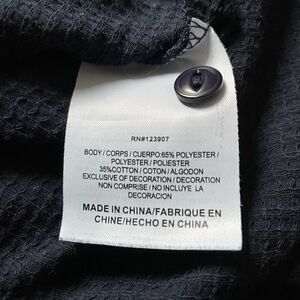 RN#123907
BODY / CORPS / CUERPO:65% POLYESTER /
POLYESTER / POLIESTER
35%COTTON / COTON / ALGODON
EXCLUSIVE OF DECORATION / DECORATION
NON COMPRISE / NO INCLUYE LA
DECORACION
MADE IN CHINA/FABRIQUE EN
CHINE/HECHO EN CHINA